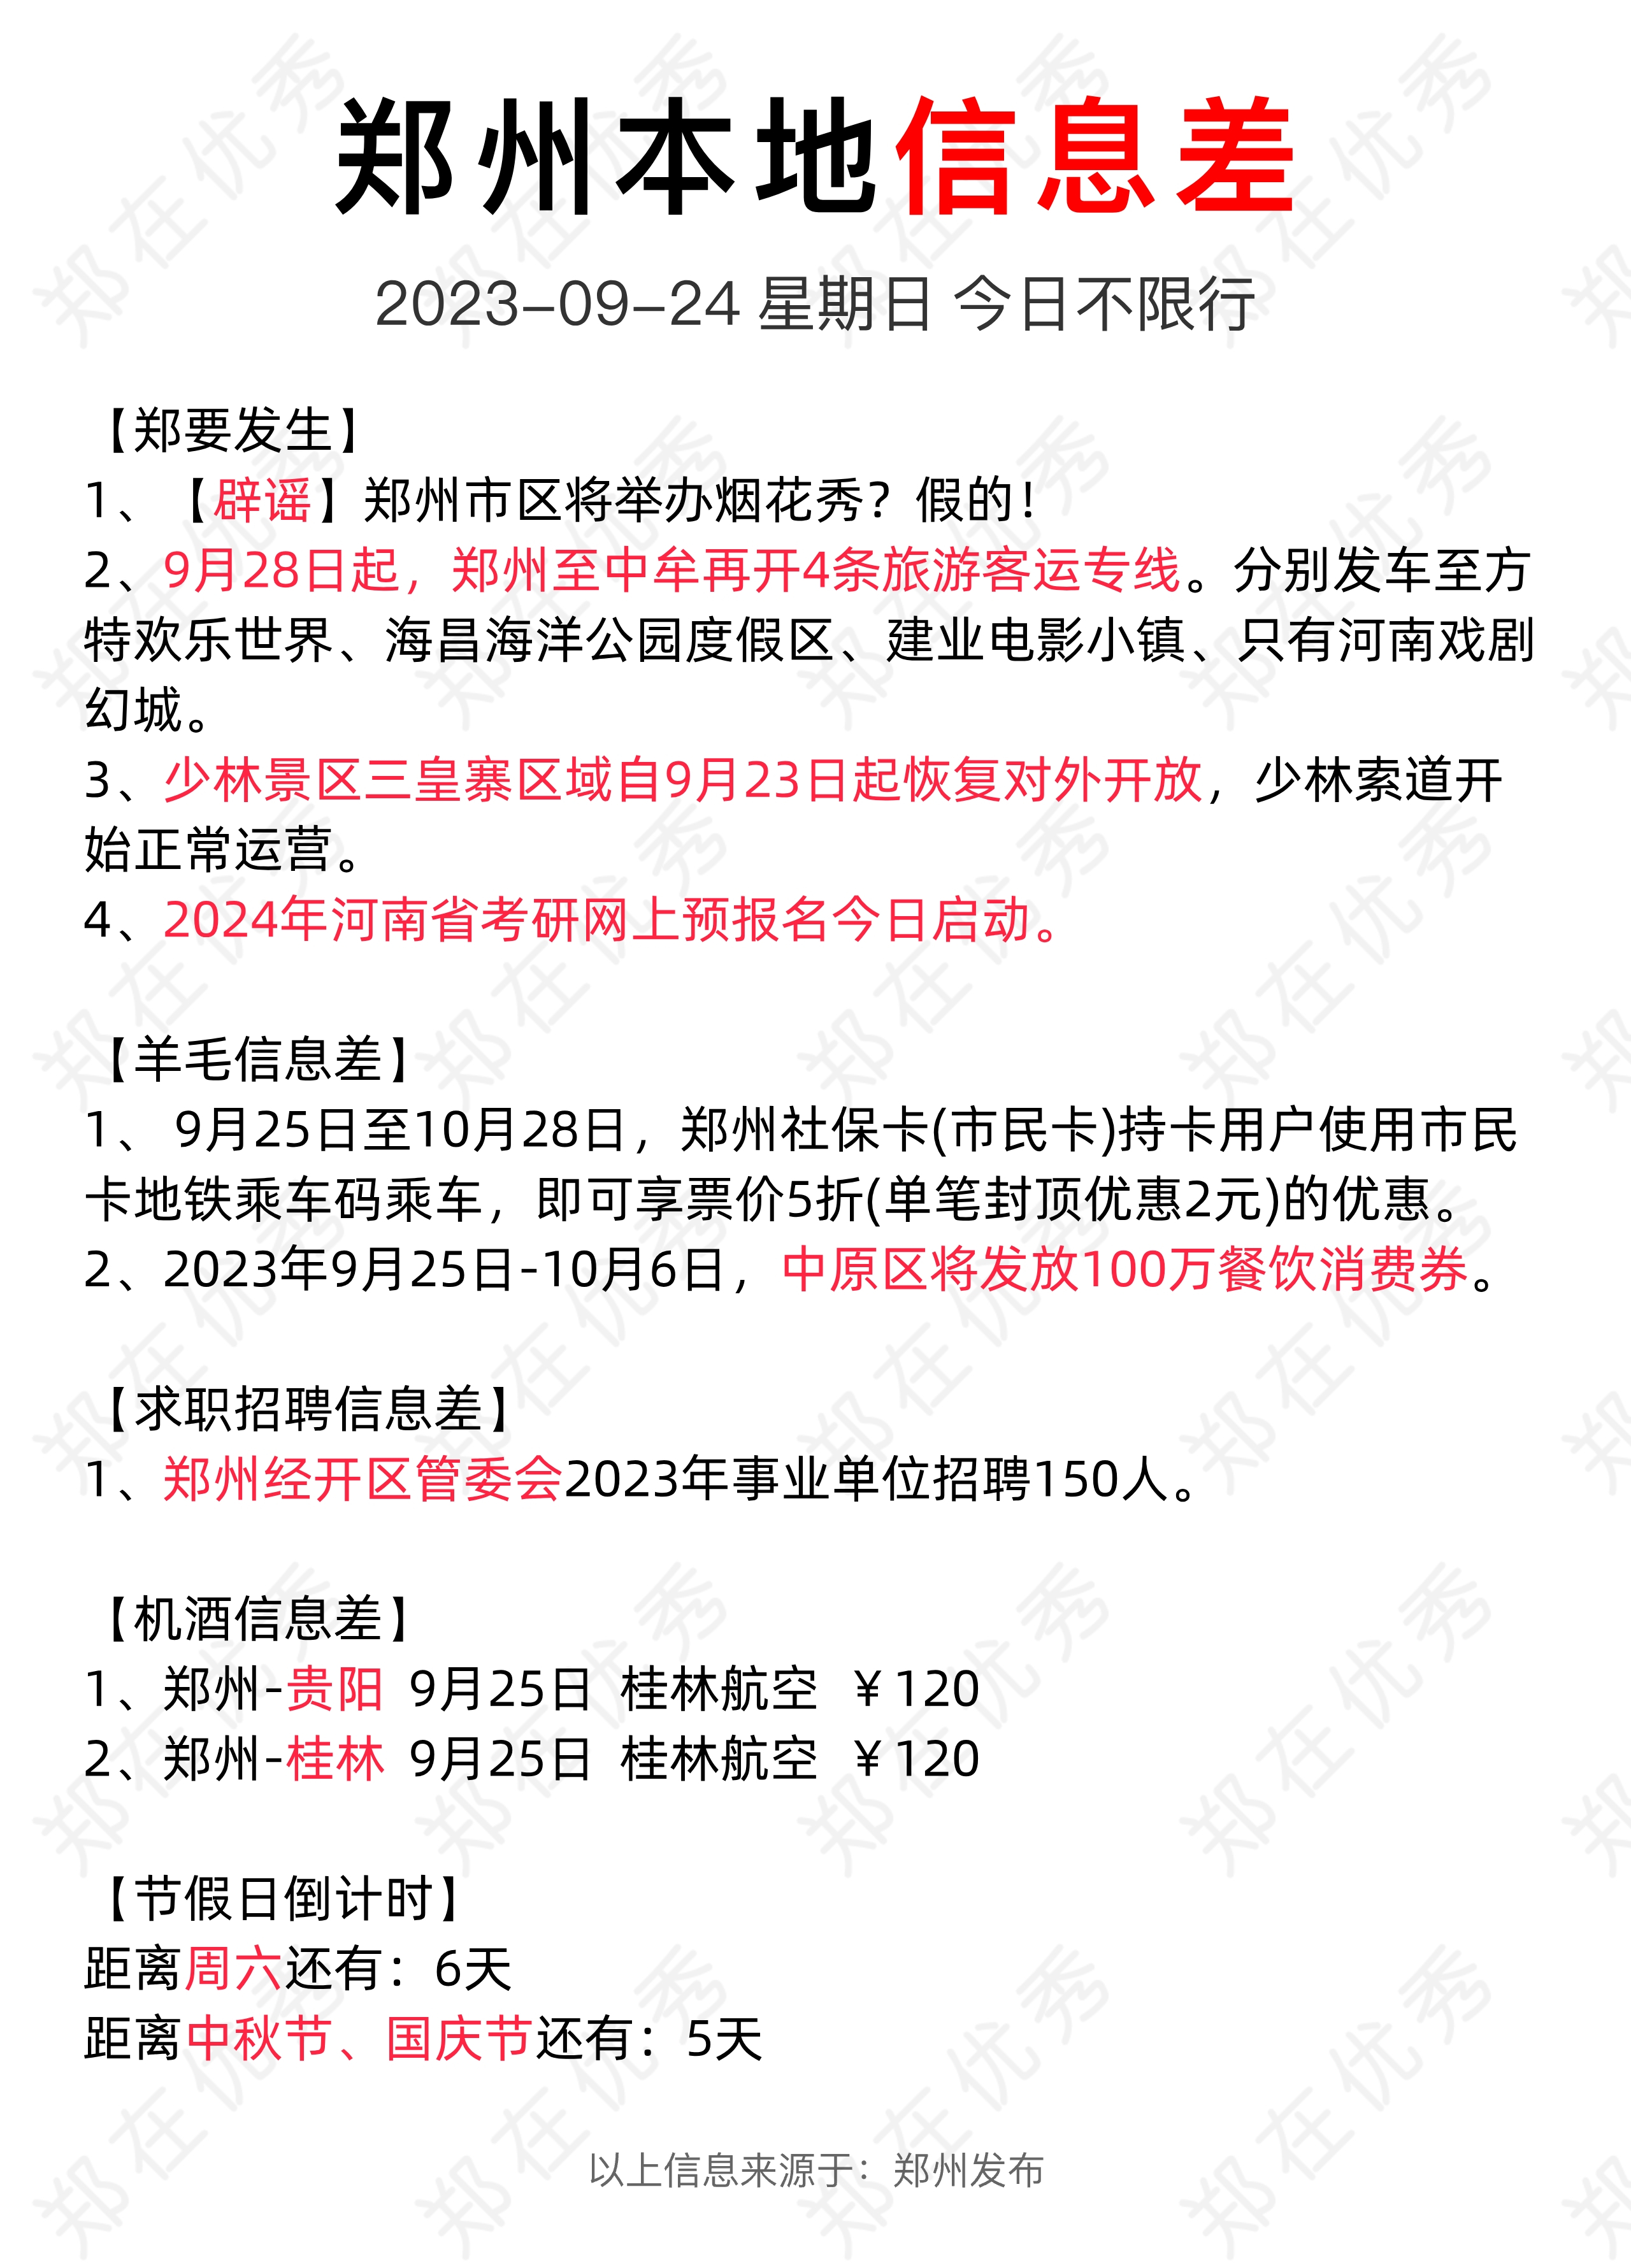 郑州本地信息差
2023-09-24 星期日 今日不限行
【郑要发生】
1、【辟谣】郑州市区将举办烟花秀？假的！
2、9月28日起，郑州至中牟再开4条旅游客运专线。分别发车至方
特欢乐世界、海昌海洋公园度假区、建业电影小镇、只有河南戏剧
幻城。
3、少林景区三皇寨区域自9月23日起恢复对外开放，少林索道开
始正常运营。
4、2024年河南省考研网上预报名今日启动。
【羊毛信息差】
1、 9月25日至10月28日，郑州社保卡(市民卡)持卡用户使用市民
卡地铁乘车码乘车，即可享票价5折(单笔封顶优惠2元)的优惠。
2、2023年9月25日-10月6日，中原区将发放100万餐饮消费券。
【求职招聘信息差】
1、郑州经开区管委会2023年事业单位招聘150人。
【机酒信息差】
1、郑州-贵阳 9月25日 桂林航空 ￥120
2、郑州-桂林 9月25日 桂林航空 ￥120
【节假日倒计时】
距离周六还有：6天
距离中秋节、国庆节还有：5天
以上信息来源于：郑州发布
郑在优秀